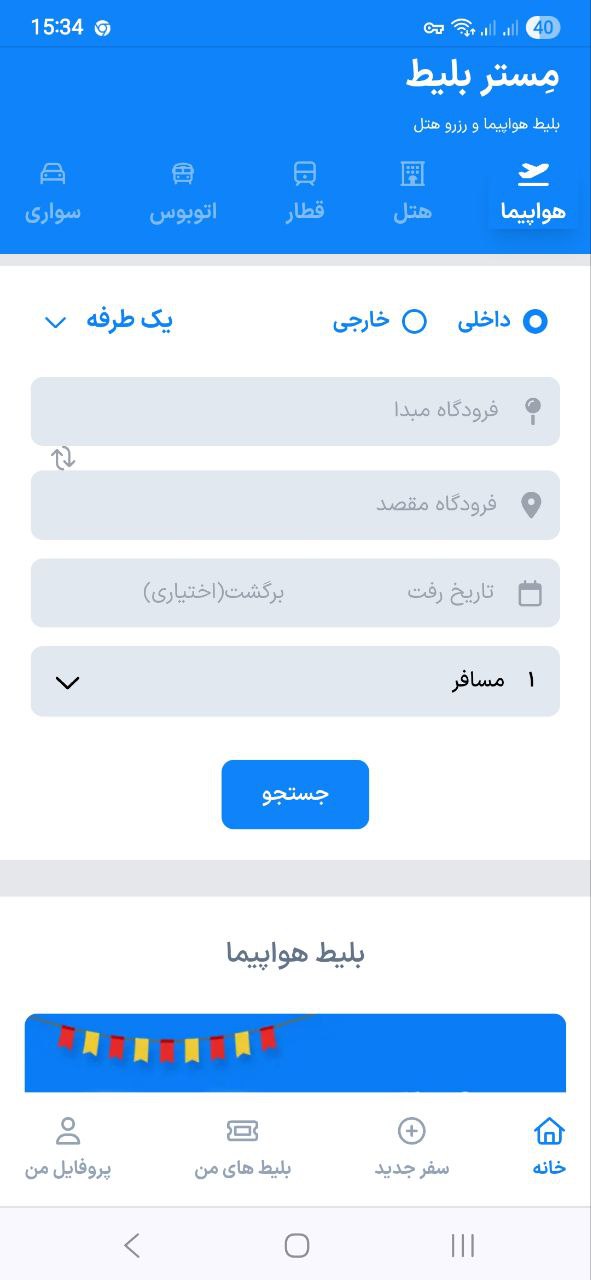 15:34
40
مِستر بلیط
بلیط هواپیما و رزرو هتل
هواپیما هتل قطار اتوبوس سواری
داخلی خارجی یک طرفه
فرودگاه مبدا
فرودگاه مقصد
تاریخ رفت برگشت(اختیاری)
۱ مسافر
جستجو
بلیط هواپیما
خانه سفر جدید بلیط های من پروفایل من